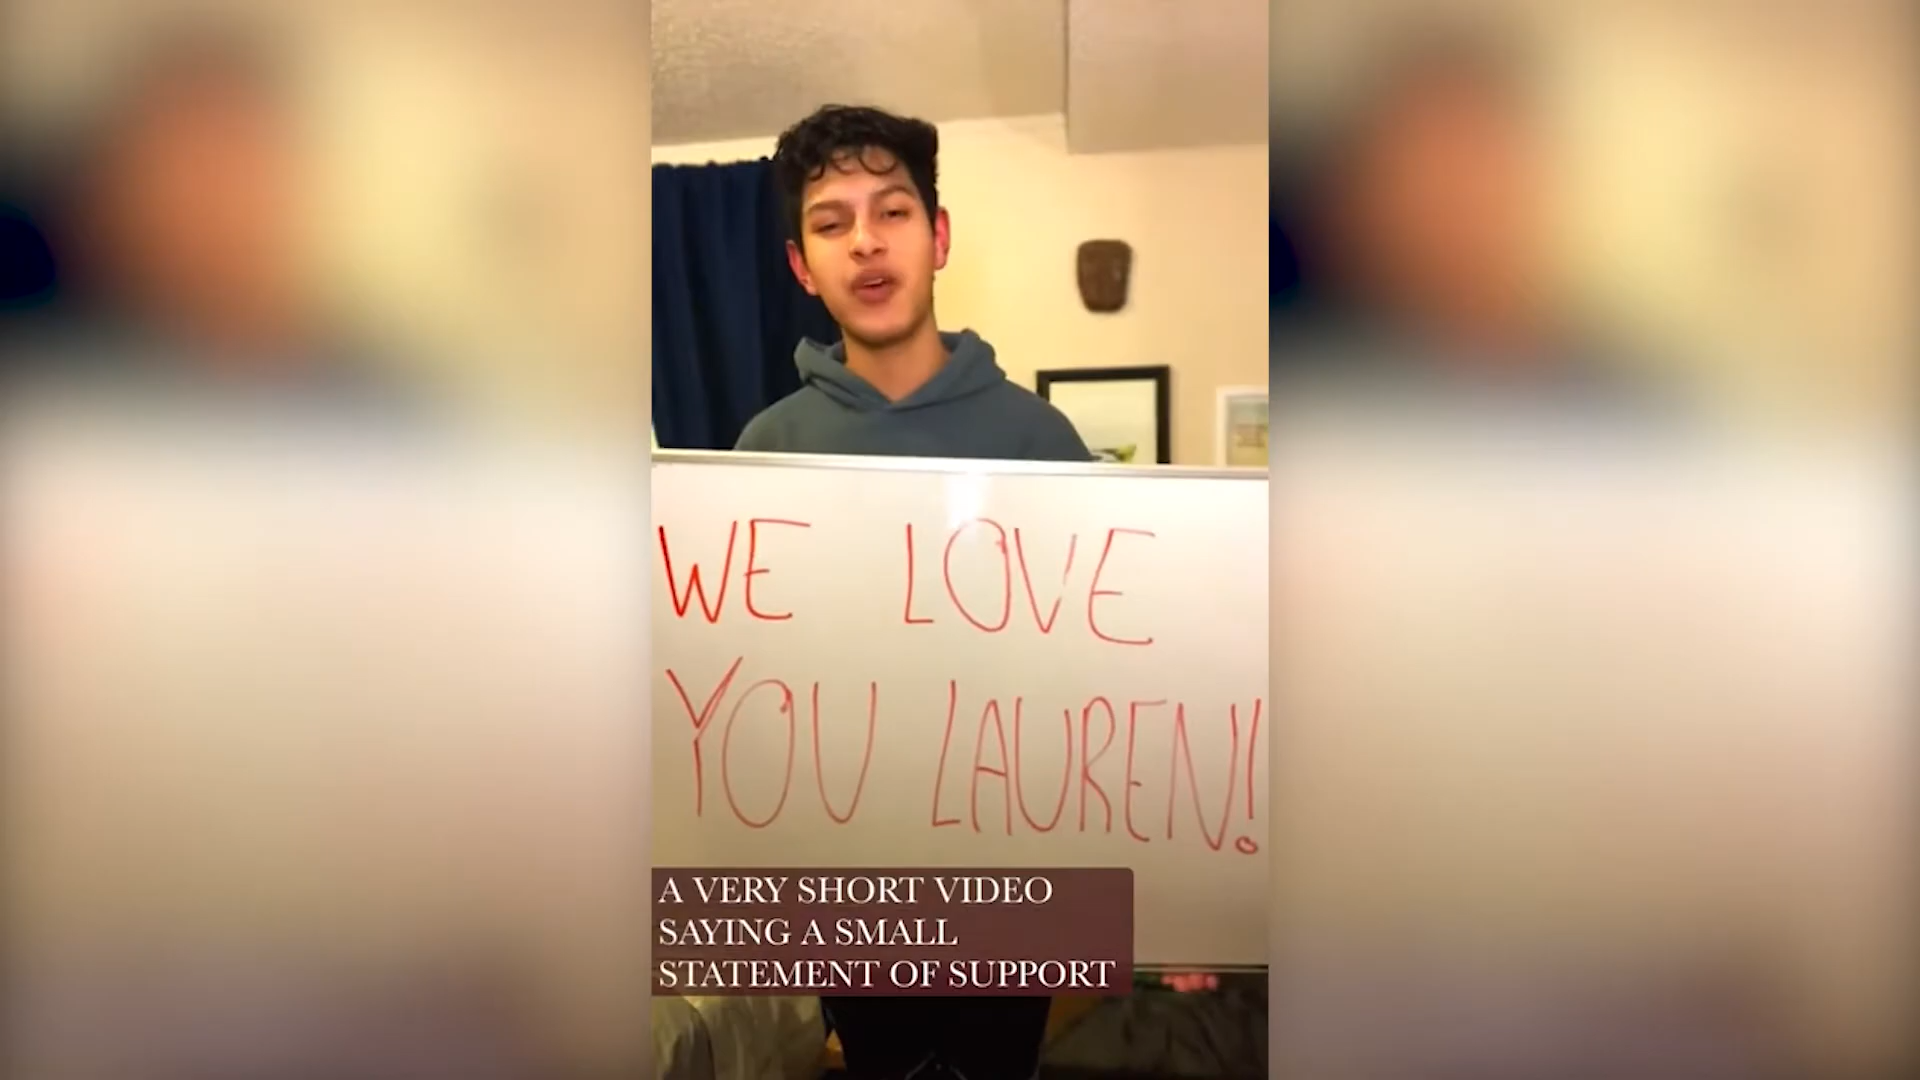 WE LOVE
YOU LAUREN!
A VERY SHORT VIDEO
SAYING A SMALL
STATEMENT OF SUPPORT